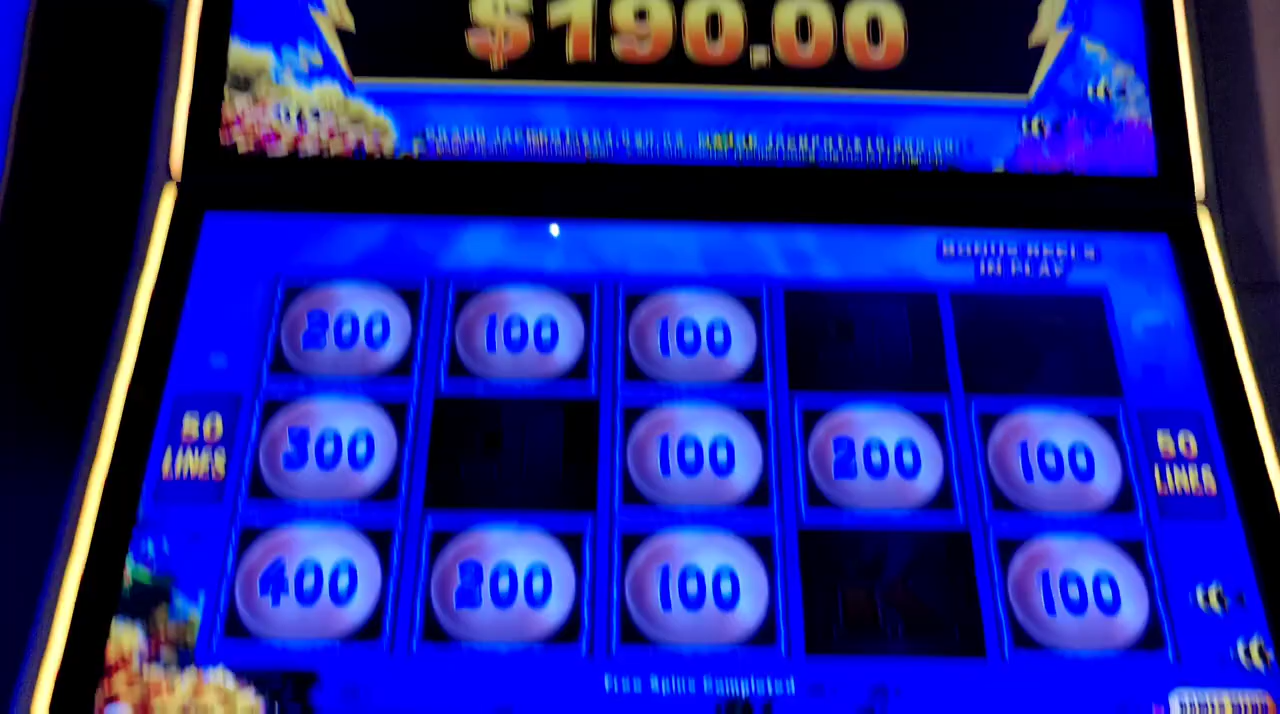 $190.00
BONUS REELS
IN PLAY
200 100 100
50
LINES
300 100 200 100
50
LINES
400 200 100 100
Free Spins Completed